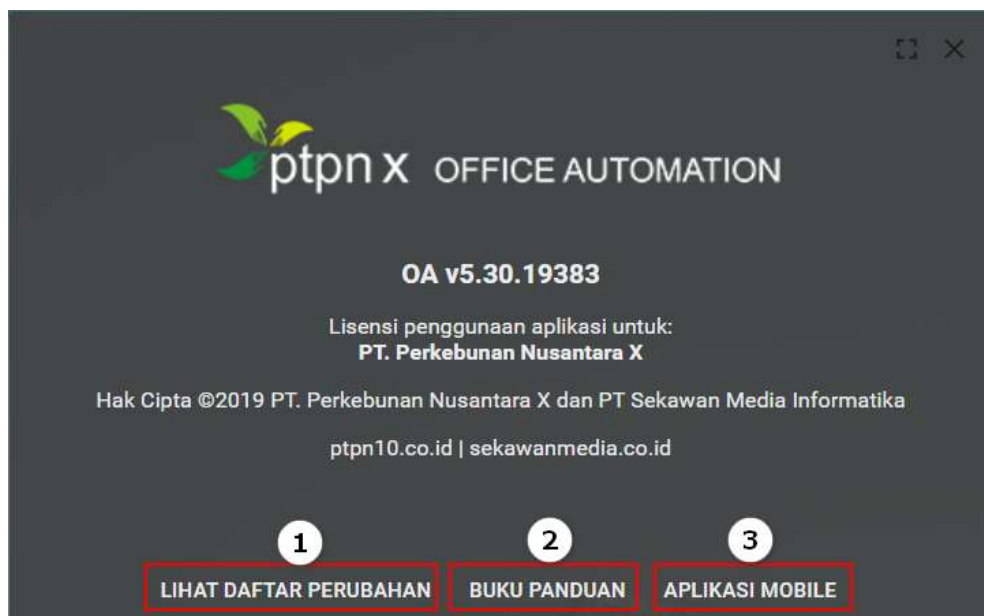 ptpn x OFFICE AUTOMATION
OA v5.30.19383
Lisensi penggunaan aplikasi untuk:
PT. Perkebunan Nusantara X
Hak Cipta ©2019 PT. Perkebunan Nusantara X dan PT Sekawan Media Informatika
ptpn10.co.id | sekawanmedia.co.id
1 2 3
LIHAT DAFTAR PERUBAHAN BUKU PANDUAN APLIKASI MOBILE